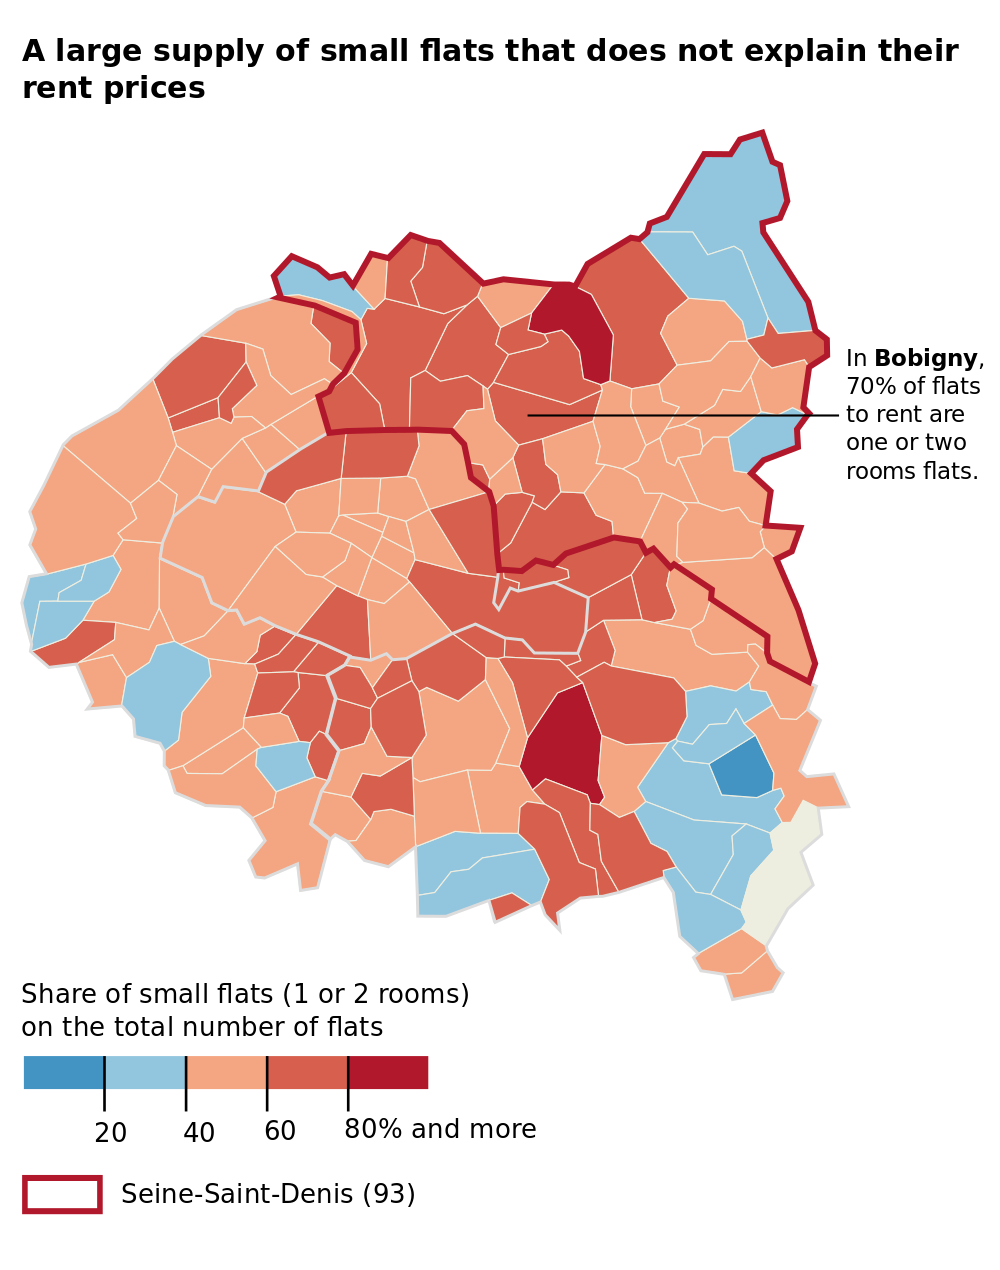 A large supply of small flats that does not explain their
rent prices
In Bobigny,
70% of flats
to rent are
one or two
rooms flats.
Share of small flats (1 or 2 rooms)
on the total number of flats
20 40 60 80% and more
Seine-Saint-Denis (93)